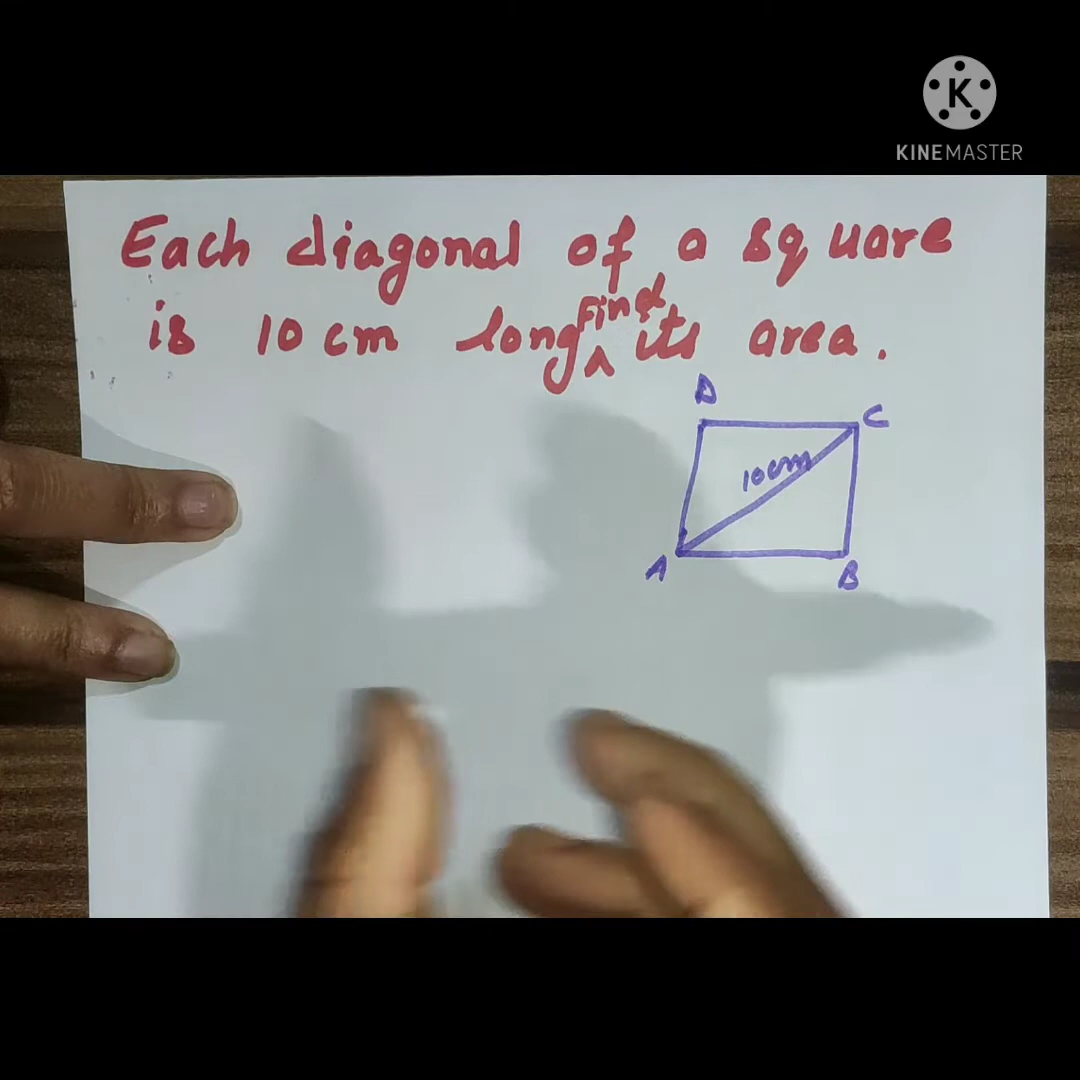 K
KINEMASTER
Each diagonal of a square
is 10 cm long Find its area.
D
C
10cm
A
B